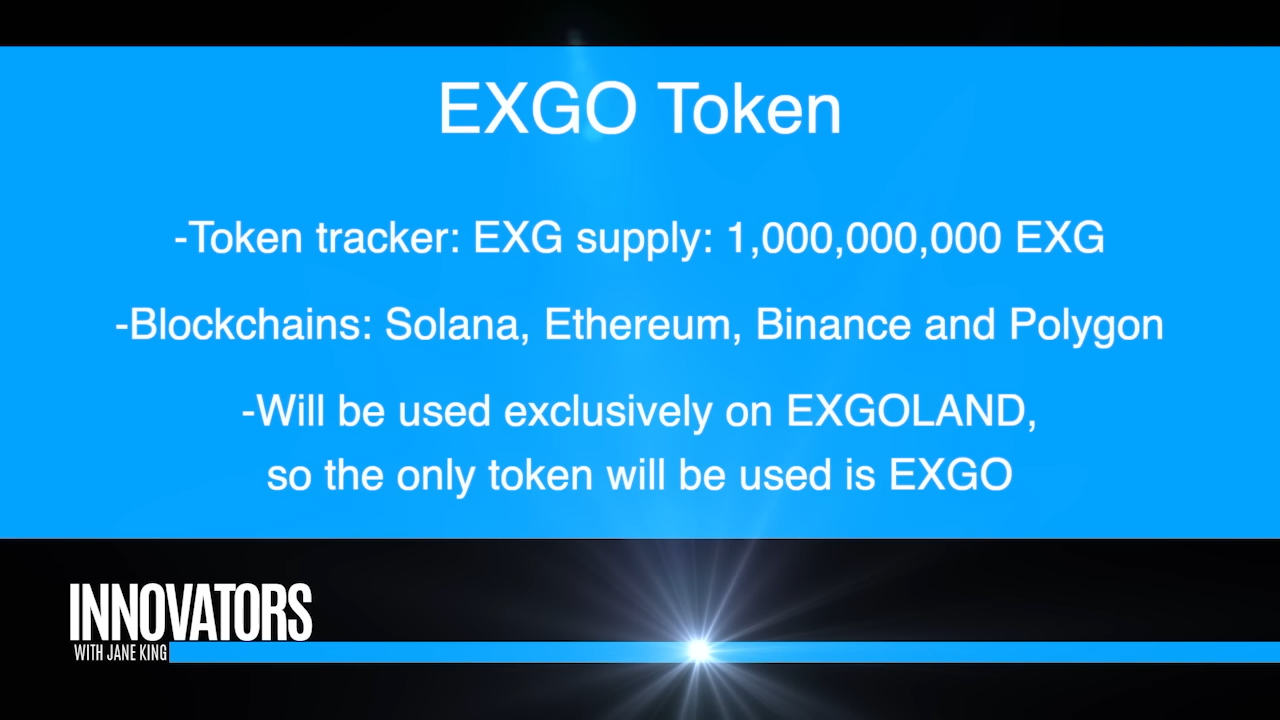 EXGO Token
-Token tracker: EXG supply: 1,000,000,000 EXG
-Blockchains: Solana, Ethereum, Binance and Polygon
-Will be used exclusively on EXGOLAND,
so the only token will be used is EXGO
INNOVATORS
WITH JANE KING